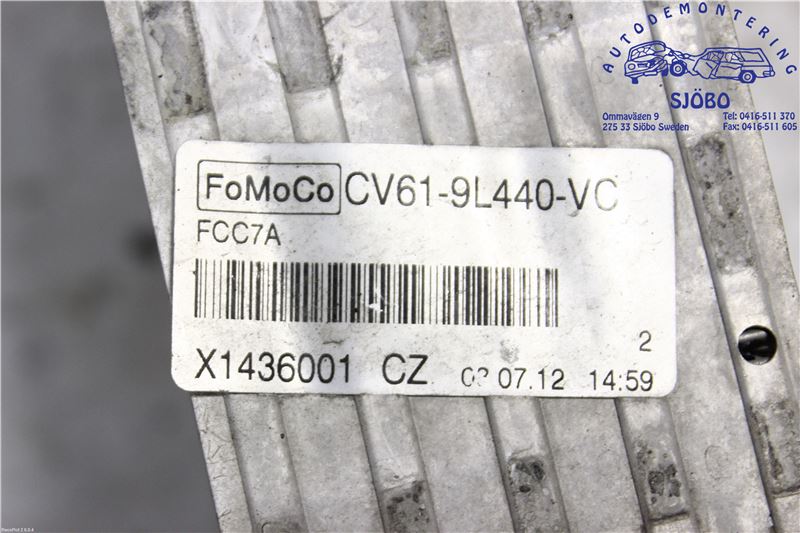 AUTODEMONTERING
SJÖBO
Ommavägen 9
275 33 Sjöbo Sweden
Tel: 0416-511 370
Fax: 0416-511 605
FoMoCo CV61-9L440-VC
FCC7A
2
X1436001 CZ 07.12 14:59